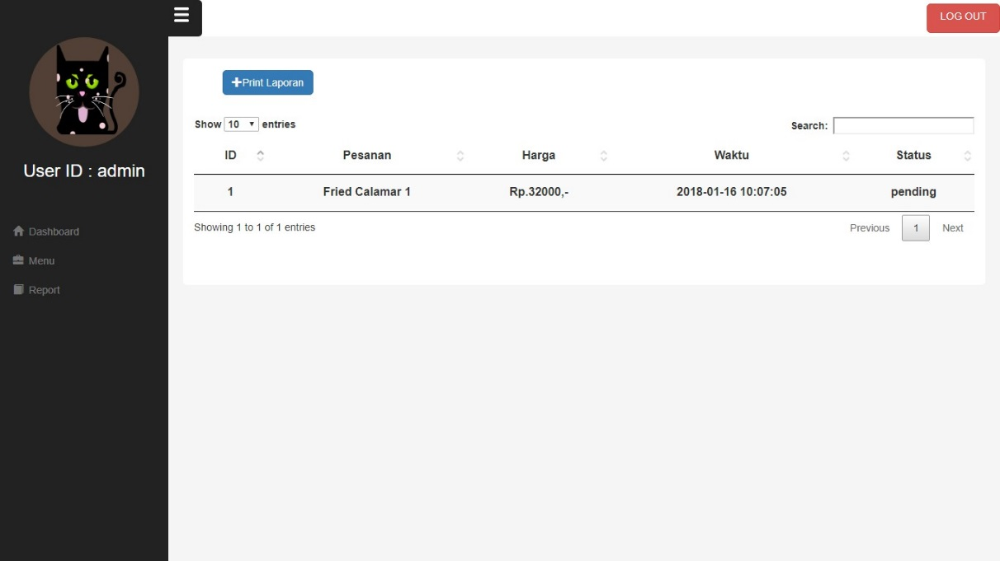 LOG OUT
User ID : admin
Dashboard
Menu
Report
Print Laporan
Show 10 entries
Search:
ID Pesanan Harga Waktu Status
1 Fried Calamar 1 Rp.32000,- 2018-01-16 10:07:05 pending
Showing 1 to 1 of 1 entries
Previous 1 Next